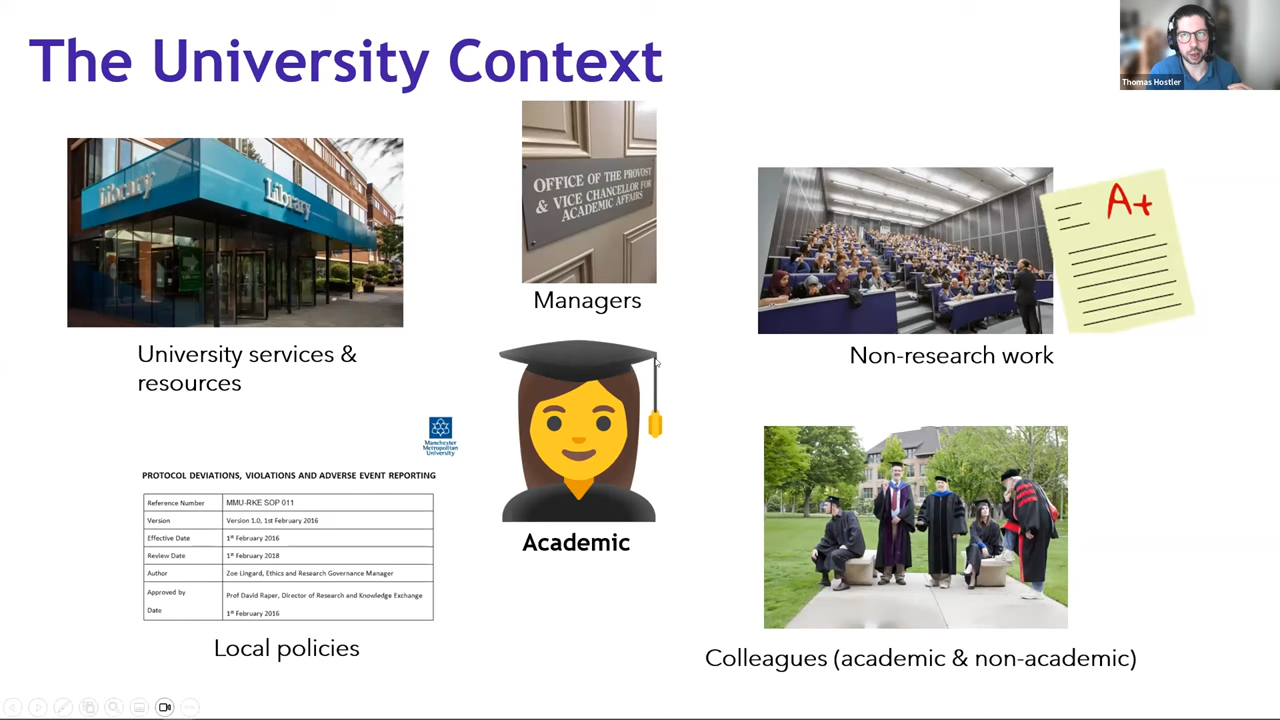 The University Context
Thomas Hostler
Library
Library
OFFICE OF THE PROVOST
& VICE CHANCELLOR FOR
ACADEMIC AFFAIRS
Managers
A+
University services &
resources
Non-research work
Manchester
Metropolitan
University
PROTOCOL DEVIATIONS, VIOLATIONS AND ADVERSE EVENT REPORTING
Reference Number MMU-RKE SOP 011
Version Version 1.0, 1st February 2016
Effective Date 1st February 2016
Review Date 1st February 2018
Author Zoe Lingard, Ethics and Research Governance Manager
Approved by Prof David Raper, Director of Research and Knowledge Exchange
Date 1st February 2016
Local policies
Academic
Colleagues (academic & non-academic)